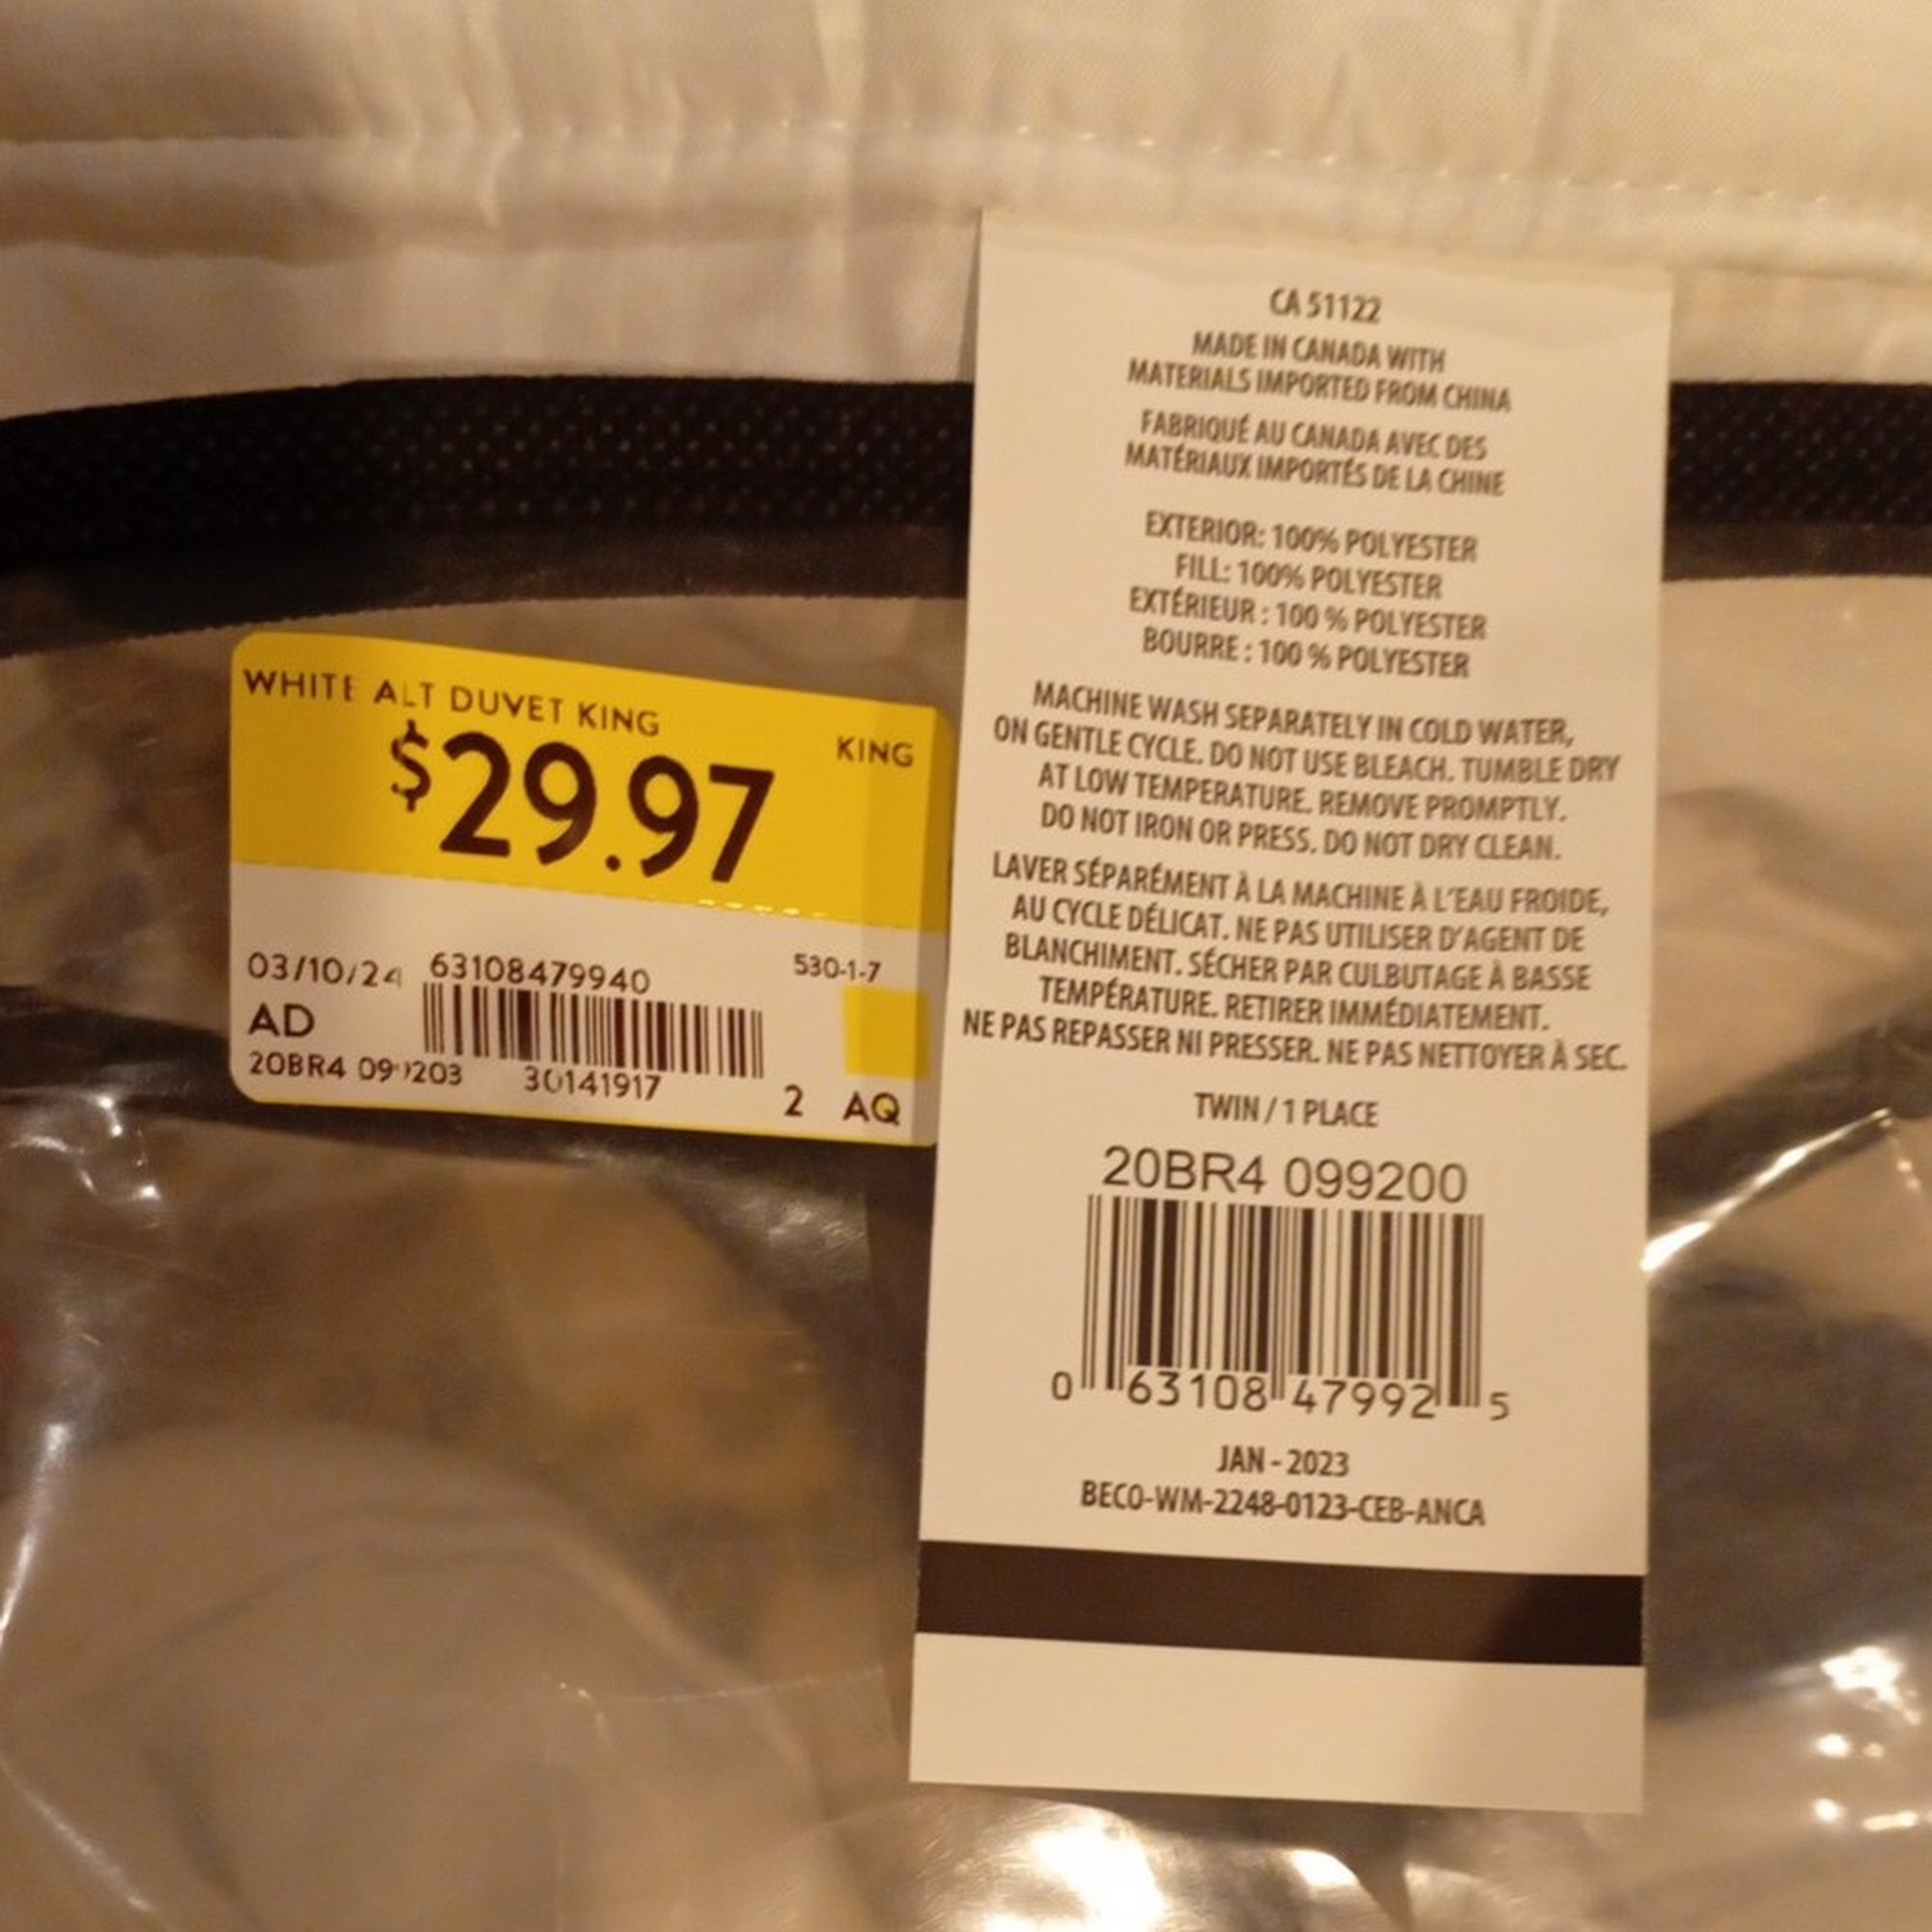 WHITE ALT DUVET KING
KING
$29.97
03/10/24
63108479940
530-1-7
AD
20BR4
30141917
2 AQ
CA 51122
MADE IN CANADA WITH
MATERIALS IMPORTED FROM CHINA
FABRIQUÉ AU CANADA AVEC DES
MATÉRIAUX IMPORTÉS DE LA CHINE
EXTERIOR: 100% POLYESTER
FILL: 100% POLYESTER
EXTÉRIEUR : 100 % POLYESTER
BOURRE : 100 % POLYESTER
MACHINE WASH SEPARATELY IN COLD WATER,
ON GENTLE CYCLE. DO NOT USE BLEACH. TUMBLE DRY
AT LOW TEMPERATURE. REMOVE PROMPTLY.
DO NOT IRON OR PRESS. DO NOT DRY CLEAN.
LAVER SÉPARÉMENT À LA MACHINE À L'EAU FROIDE,
AU CYCLE DÉLICAT. NE PAS UTILISER D'AGENT DE
BLANCHIMENT. SÉCHER PAR CULBUTAGE À BASSE
TEMPÉRATURE. RETIRER IMMÉDIATEMENT.
NE PAS REPASSER NI PRESSER. NE PAS NETTOYER À SEC.
TWIN / 1 PLACE
20BR4 099200
0 63108 47992 5
JAN - 2023
BECO-WM-2248-0123-CEB-ANCA